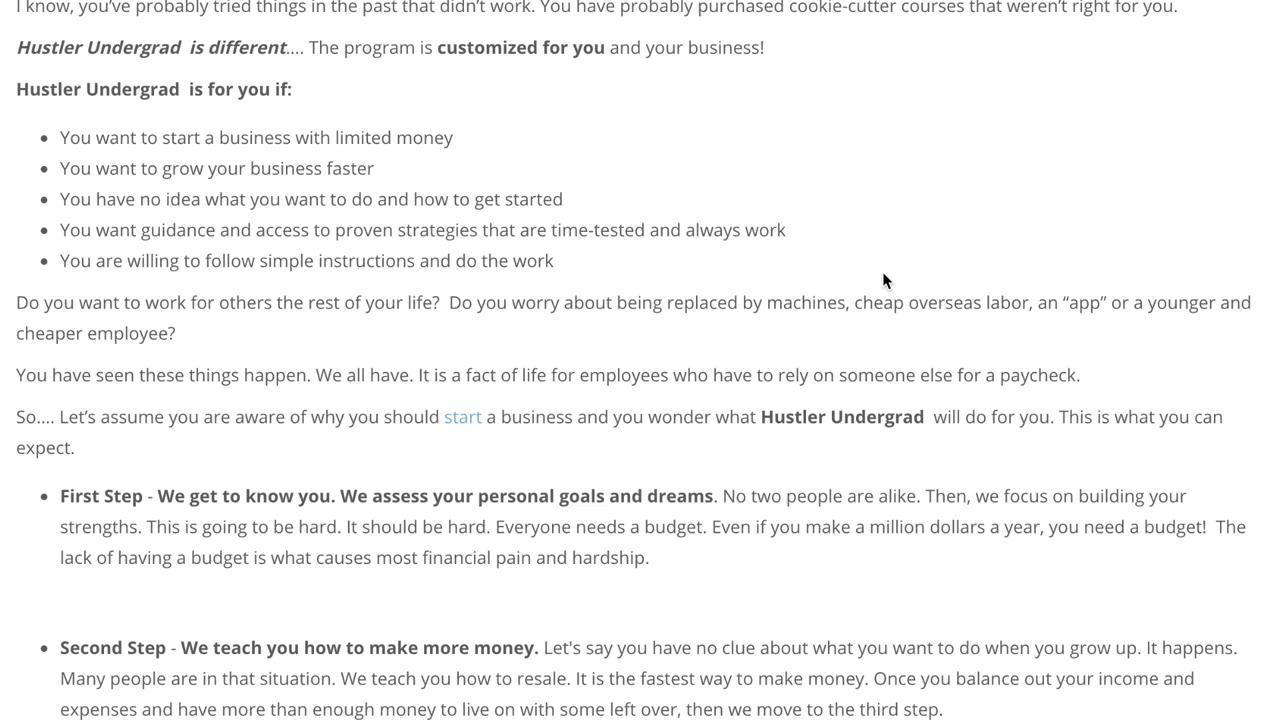 I know, you’ve probably tried things in the past that didn’t work. You have probably purchased cookie-cutter courses that weren’t right for you.
Hustler Undergrad  is different.... The program is customized for you and your business!
Hustler Undergrad  is for you if:
• You want to start a business with limited money
• You want to grow your business faster
• You have no idea what you want to do and how to get started
• You want guidance and access to proven strategies that are time-tested and always work
• You are willing to follow simple instructions and do the work
Do you want to work for others the rest of your life?  Do you worry about being replaced by machines, cheap overseas labor, an “app” or a younger and
cheaper employee?
You have seen these things happen. We all have. It is a fact of life for employees who have to rely on someone else for a paycheck.
So.... Let’s assume you are aware of why you should start a business and you wonder what Hustler Undergrad  will do for you. This is what you can
expect.
• First Step - We get to know you. We assess your personal goals and dreams. No two people are alike. Then, we focus on building your
strengths. This is going to be hard. It should be hard. Everyone needs a budget. Even if you make a million dollars a year, you need a budget!  The
lack of having a budget is what causes most financial pain and hardship.
• Second Step - We teach you how to make more money. Let's say you have no clue about what you want to do when you grow up. It happens.
Many people are in that situation. We teach you how to resale. It is the fastest way to make money. Once you balance out your income and
expenses and have more than enough money to live on with some left over, then we move to the third step.